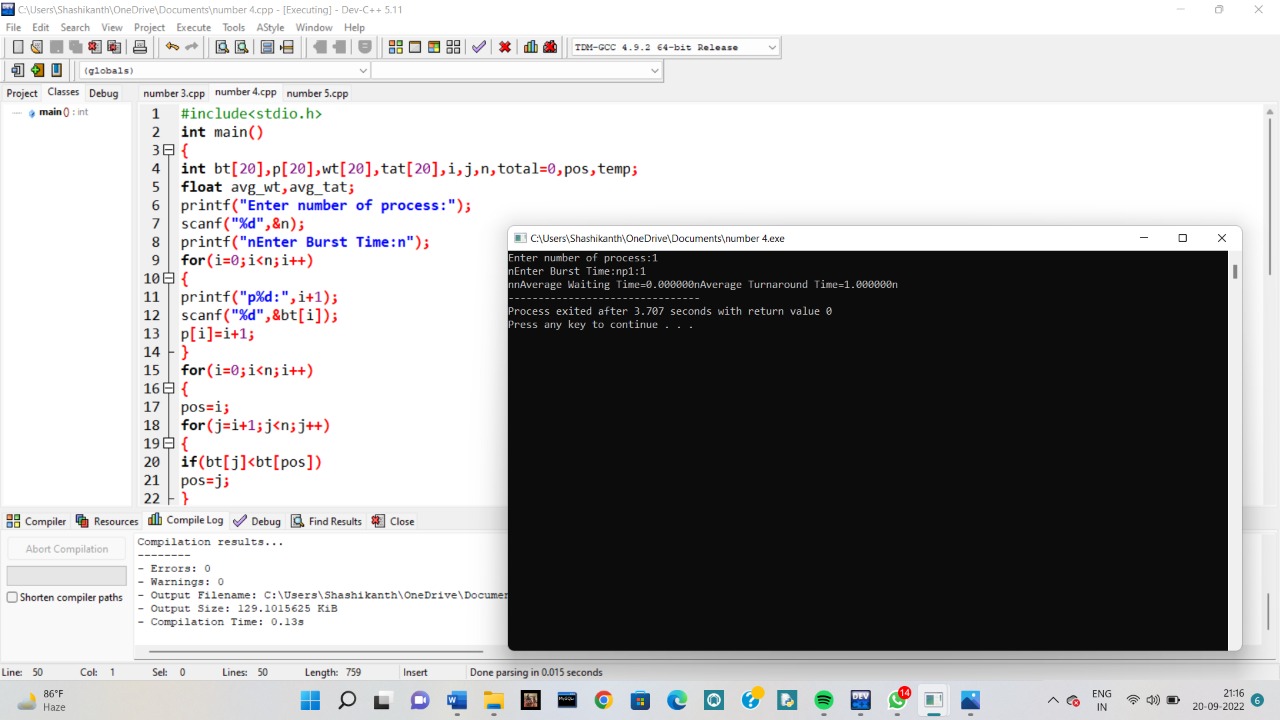 C:\Users\Shashikanth\OneDrive\Documents\number 4.cpp - [Executing] - Dev-C++ 5.11
File Edit Search View Project Execute Tools AStyle Window Help
TDM-GCC 4.9.2 64-bit Release
(globals)
Project Classes Debug
number 3.cpp number 4.cpp number 5.cpp
main () : int
1 #include<stdio.h>
2 int main()
3 {
4 int bt[20],p[20],wt[20],tat[20],i,j,n,total=0,pos,temp;
5 float avg_wt,avg_tat;
6 printf("Enter number of process:");
7 scanf("%d",&n);
8 printf("nEnter Burst Time:n");
9 for(i=0;i<n;i++)
10 {
11 printf("p%d:",i+1);
12 scanf("%d",&bt[i]);
13 p[i]=i+1;
14 }
15 for(i=0;i<n;i++)
16 {
17 pos=i;
18 for(j=i+1;j<n;j++)
19 {
20 if(bt[j]<bt[pos])
21 pos=j;
22 }
C:\Users\Shashikanth\OneDrive\Documents\number 4.exe
Enter number of process:1
nEnter Burst Time:np1:1
nnAverage Waiting Time=0.000000nAverage Turnaround Time=1.000000n
--------------------------------
Process exited after 3.707 seconds with return value 0
Press any key to continue . . .
Compiler Resources Compile Log Debug Find Results Close
Abort Compilation
Shorten compiler paths
Compilation results...
--------
- Errors: 0
- Warnings: 0
- Output Filename: C:\Users\Shashikanth\OneDrive\Documen
- Output Size: 129.1015625 KiB
- Compilation Time: 0.13s
Line: 50 Col: 1 Sel: 0 Lines: 50 Length: 759 Insert Done parsing in 0.015 seconds
86°F
Haze
DEV
C++
14
ENG
IN
-09-2022
6